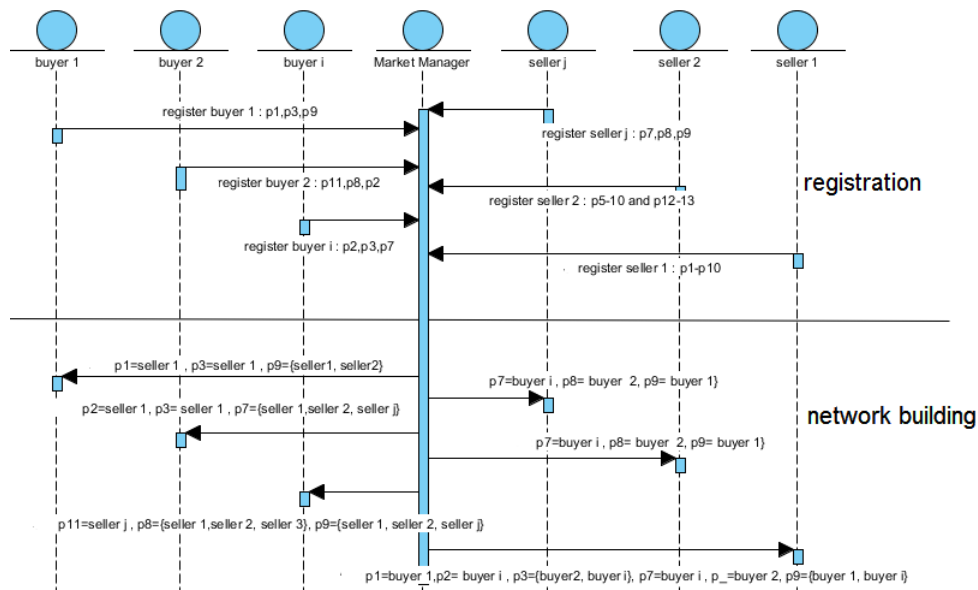 buyer 1
buyer 2
buyer i
Market Manager
seller j
seller 2
seller 1
register buyer 1 : p1,p3,p9
register seller j : p7,p8,p9
register buyer 2 : p11,p8,p2
registration
register seller 2 : p5-10 and p12-13
register buyer i : p2,p3,p7
register seller 1 : p1-p10
p1=seller 1 , p3=seller 1 , p9={seller1, seller2}
p7=buyer i , p8= buyer 2, p9= buyer 1}
p2=seller 1, p3= seller 1 , p7={seller 1,seller 2, seller j}
network building
p7=buyer i , p8= buyer 2, p9= buyer 1}
p11=seller j , p8={seller 1,seller 2, seller 3}, p9={seller 1, seller 2, seller j}
p1=buyer_1,p2= buyer i , p3={buyer2, buyer i}, p7=buyer i , p_=buyer 2, p9={buyer 1, buyer i}